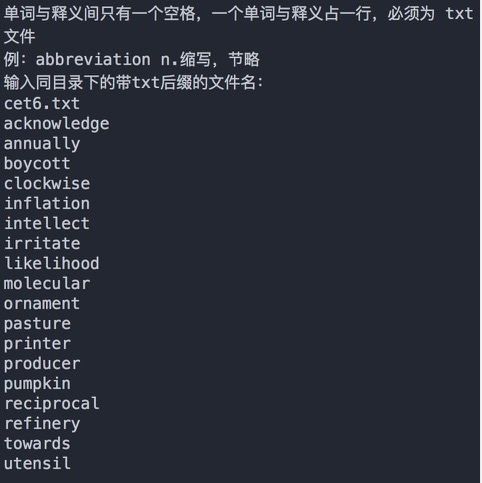 单词与释义间只有一个空格，一个单词与释义占一行，必须为 txt
文件
例：abbreviation n.缩写，节略
输入同目录下的带txt后缀的文件名：
cet6.txt
acknowledge
annually
boycott
clockwise
inflation
intellect
irritate
likelihood
molecular
ornament
pasture
printer
producer
pumpkin
reciprocal
refinery
towards
utensil